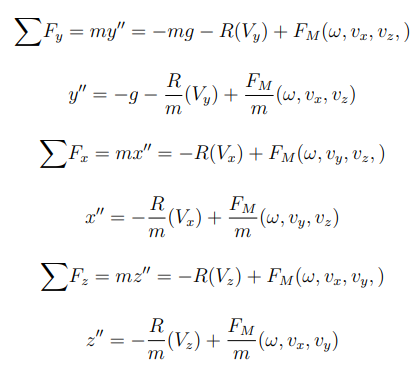 ∑F_y = my″ = −mg − R(V_y) + F_M(ω, v_x, v_z, )
y″ = −g − R/m (V_y) + F_M/m (ω, v_x, v_z)
∑F_x = mx″ = −R(V_x) + F_M(ω, v_y, v_z, )
x″ = −R/m (V_x) + F_M/m (ω, v_y, v_z)
∑F_z = mz″ = −R(V_z) + F_M(ω, v_x, v_y, )
z″ = −R/m (V_z) + F_M/m (ω, v_x, v_y)